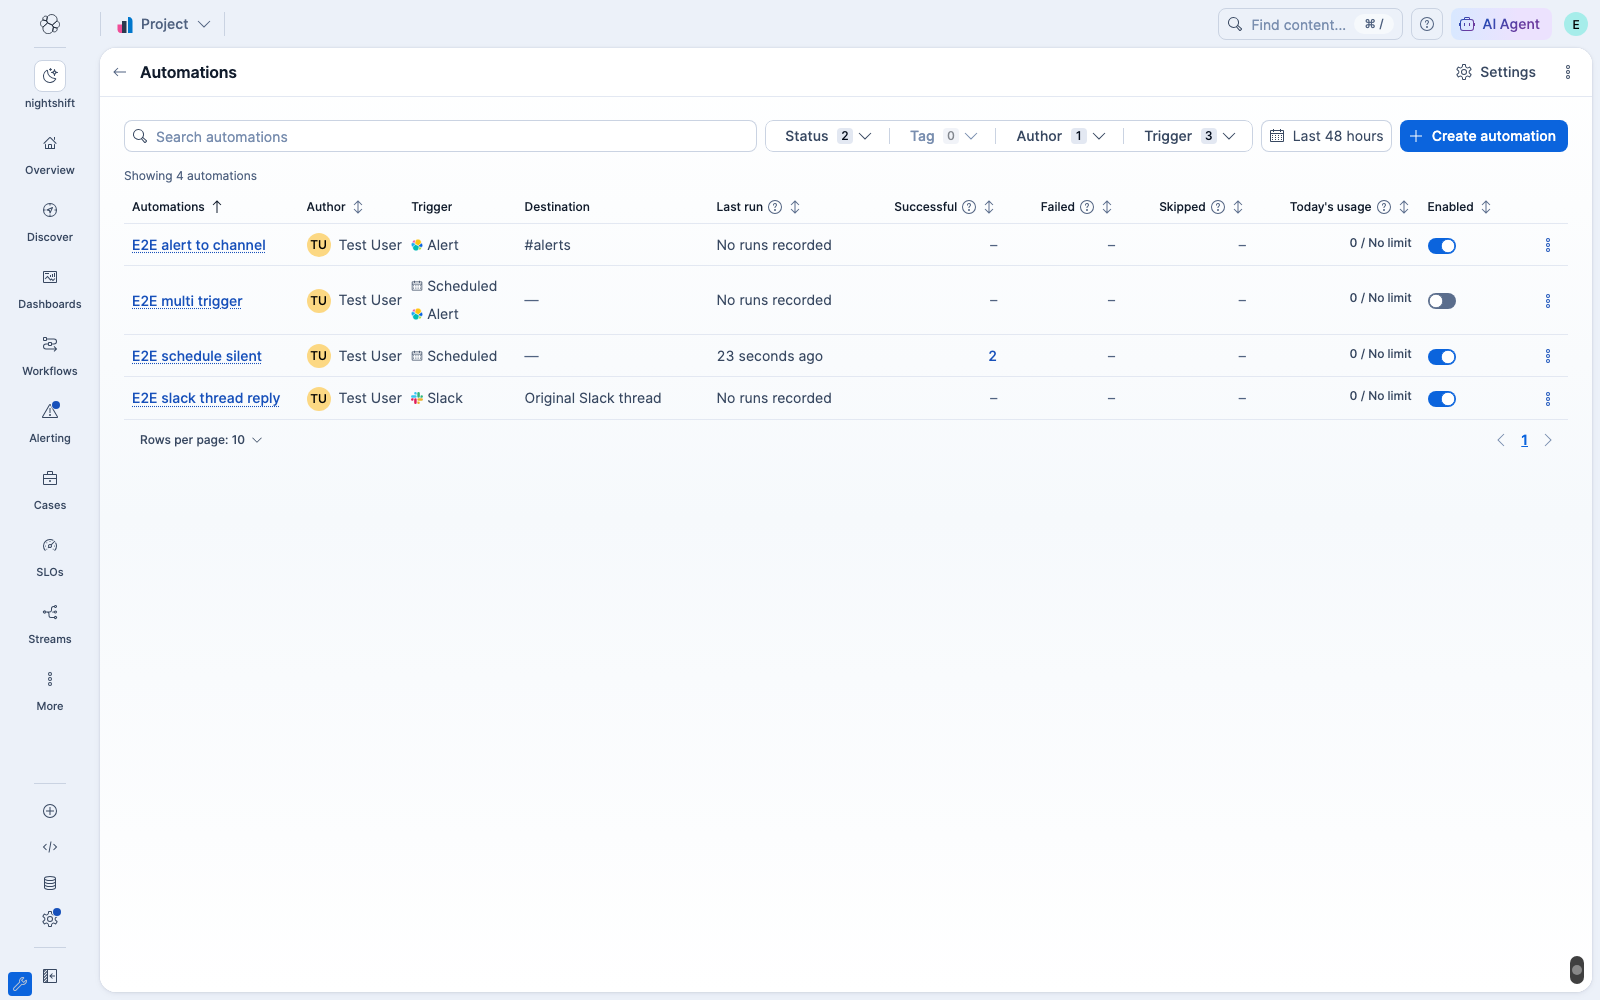 Project
Find content... ⌘ /
AI Agent
E
nightshift
Overview
Discover
Dashboards
Workflows
Alerting
Cases
SLOs
Streams
More
Automations
Settings
Search automations
Status 2
Tag 0
Author 1
Trigger 3
Last 48 hours
Create automation
Showing 4 automations
Automations Author Trigger Destination Last run Successful Failed Skipped Today's usage Enabled
E2E alert to channel TU Test User Alert #alerts No runs recorded – – – 0 / No limit
E2E multi trigger TU Test User Scheduled Alert — No runs recorded – – – 0 / No limit
E2E schedule silent TU Test User Scheduled — 23 seconds ago 2 – – 0 / No limit
E2E slack thread reply TU Test User Slack Original Slack thread No runs recorded – – – 0 / No limit
Rows per page: 10
1